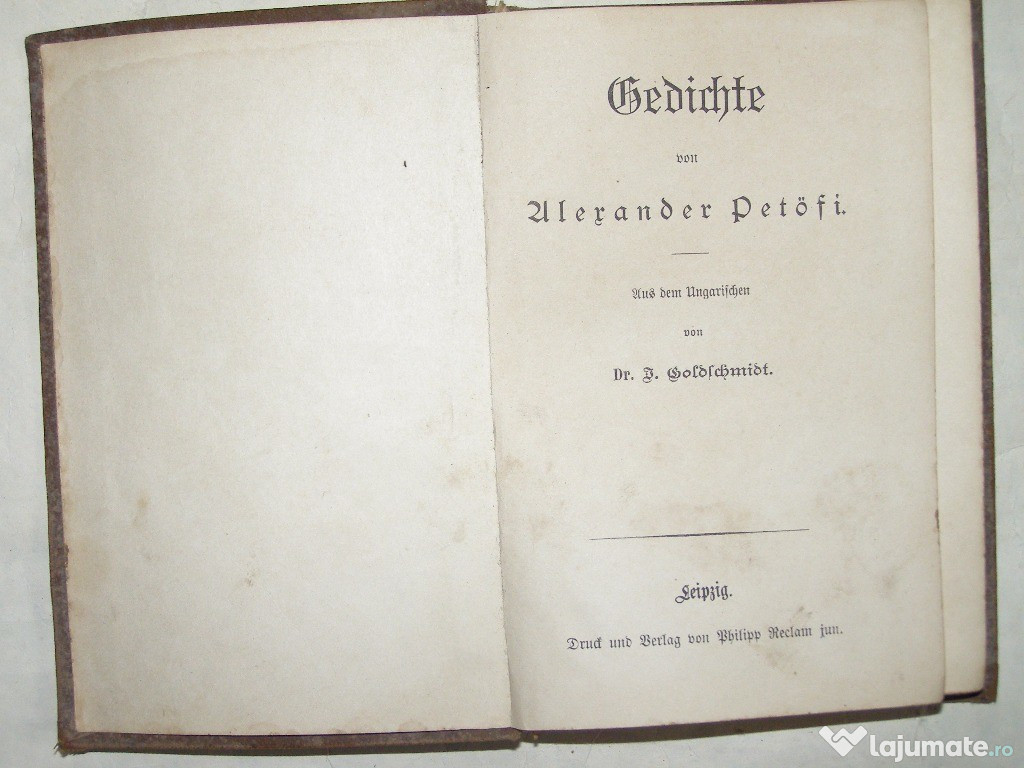 Gedichte
von
Alexander Petöfi.
Aus dem Ungariſchen
von
Dr. J. Goldſchmidt.
Leipzig.
Druck und Verlag von Philipp Reclam jun.
lajumate.ro